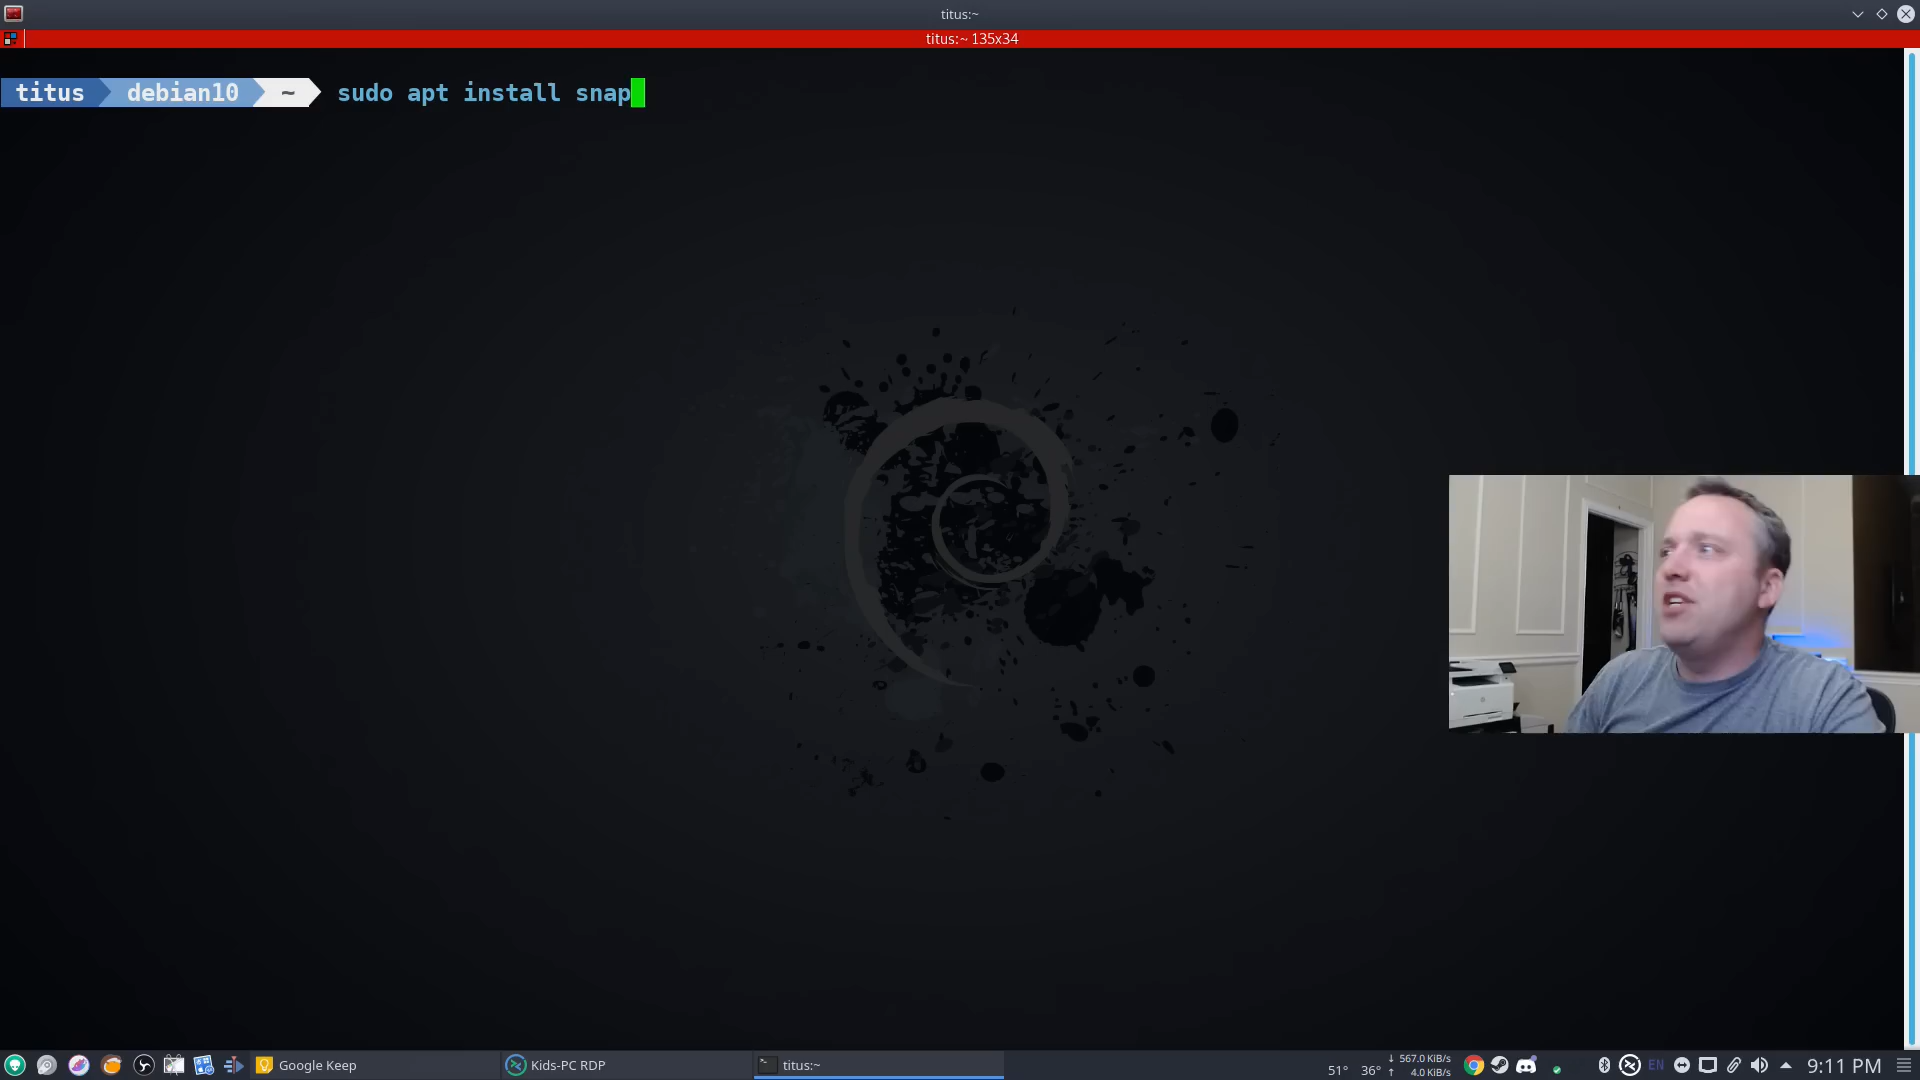 titus:~
titus:~ 135x34
titus debian10 ~ sudo apt install snap
Google Keep
Kids-PC RDP
titus:~
51° 36°
↓ 567.0 KiB/s
↑ 4.0 KiB/s
EN
9:11 PM